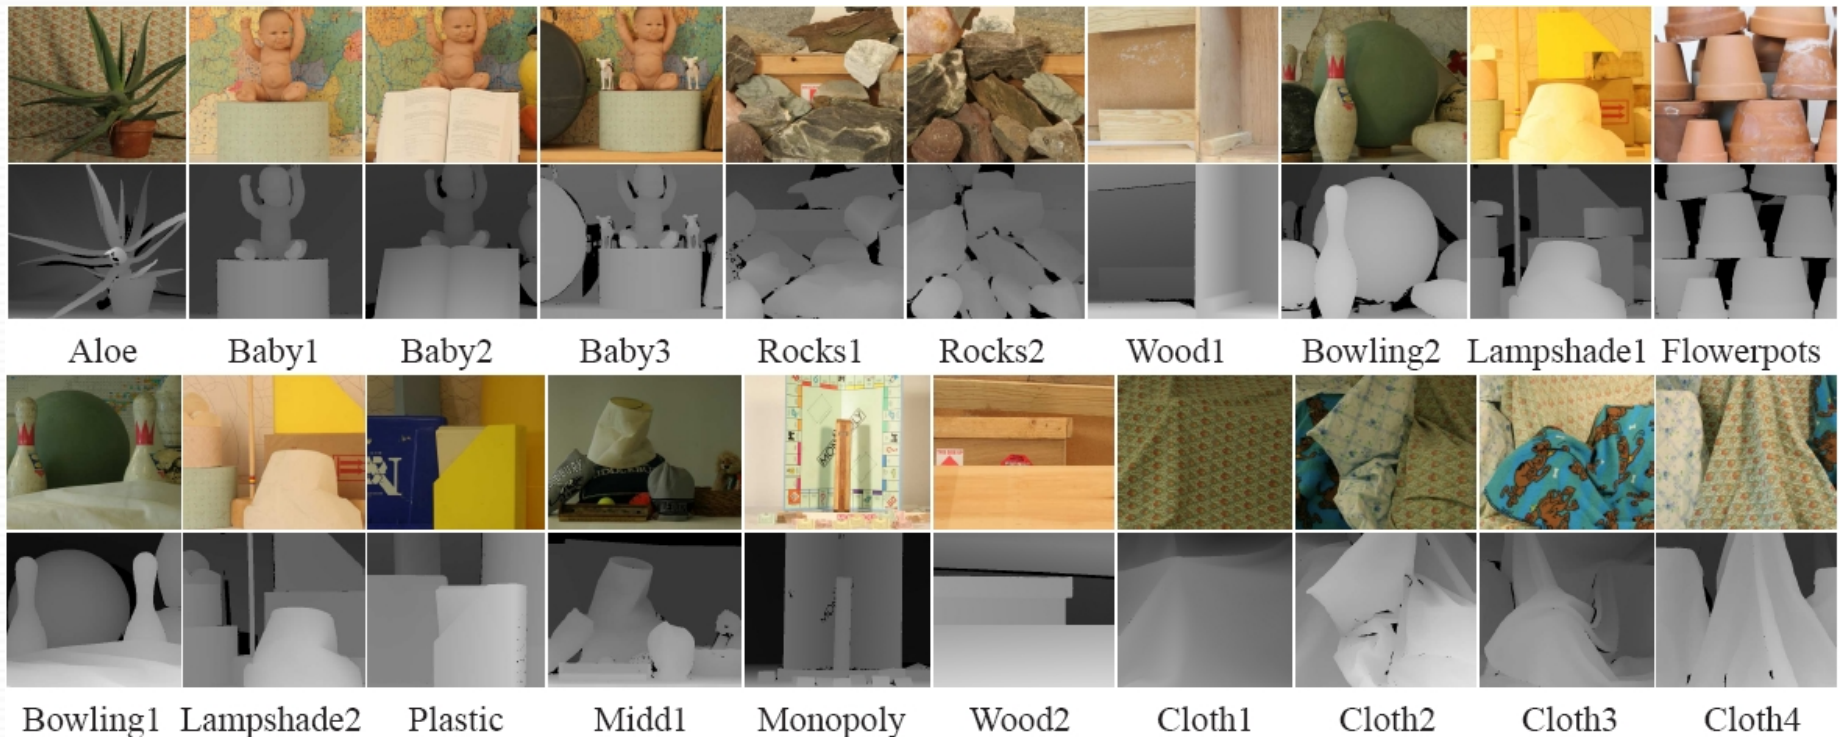 Aloe Baby1 Baby2 Baby3 Rocks1 Rocks2 Wood1 Bowling2 Lampshade1 Flowerpots
Bowling1 Lampshade2 Plastic Midd1 Monopoly Wood2 Cloth1 Cloth2 Cloth3 Cloth4